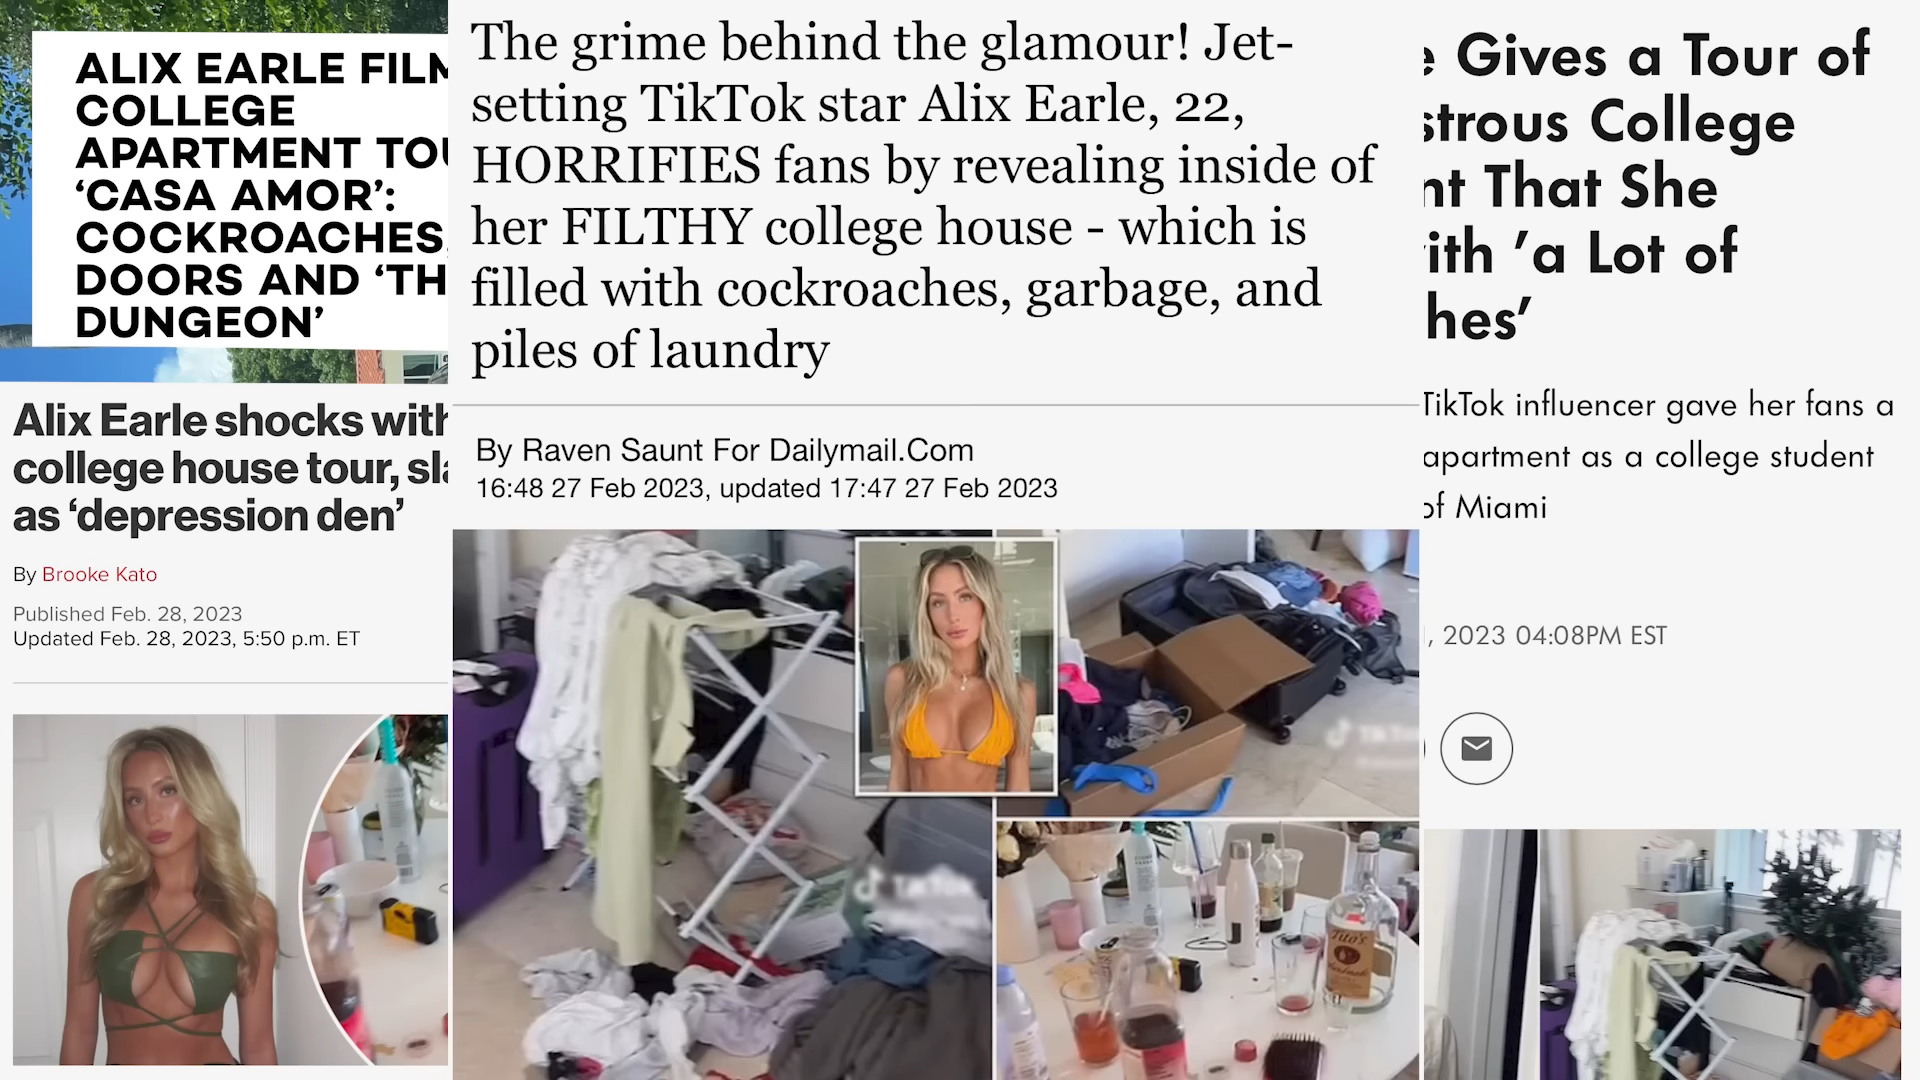 ALIX EARLE FILM
COLLEGE
APARTMENT TOU
‘CASA AMOR’:
COCKROACHES,
DOORS AND ‘TH
DUNGEON’
Alix Earle shocks with
college house tour, sla
as ‘depression den’
By Brooke Kato
Published Feb. 28, 2023
Updated Feb. 28, 2023, 5:50 p.m. ET
The grime behind the glamour! Jet-
setting TikTok star Alix Earle, 22,
HORRIFIES fans by revealing inside of
her FILTHY college house - which is
filled with cockroaches, garbage, and
piles of laundry
By Raven Saunt For Dailymail.Com
16:48 27 Feb 2023, updated 17:47 27 Feb 2023
TikTok
Tito's
Handmade
e Gives a Tour of
strous College
nt That She
ith ’a Lot of
hes’
TikTok influencer gave her fans a
apartment as a college student
of Miami
, 2023 04:08PM EST